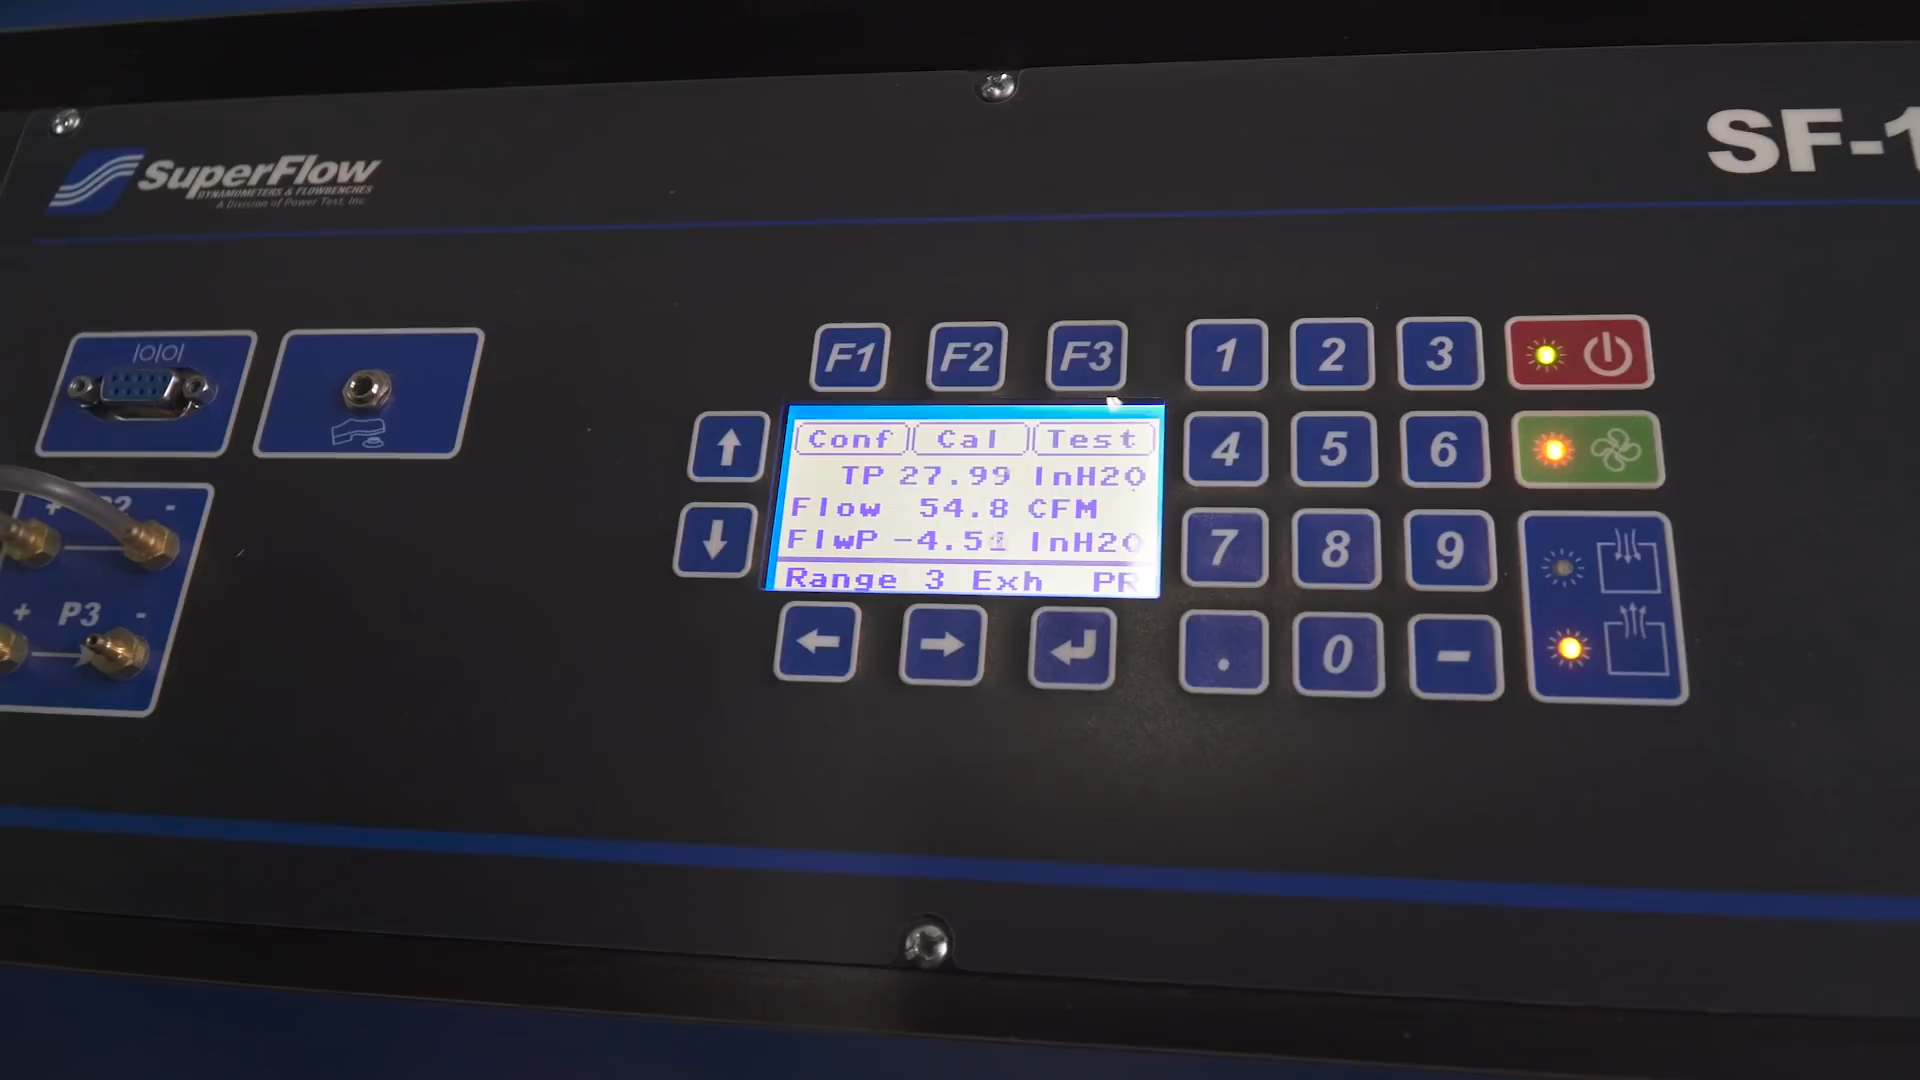 SF-1
SuperFlow
DYNAMOMETERS & FLOWBENCHES
A Division of Power Test, Inc.
|O|O|
F1 F2 F3
1 2 3
4 5 6
7 8 9
. 0 -
Conf Cal Test
TP 27.99 InH2O
Flow 54.8 CFM
FlwP -4.51 InH2O
Range 3 Exh PR
+ P2 -
+ P3 -